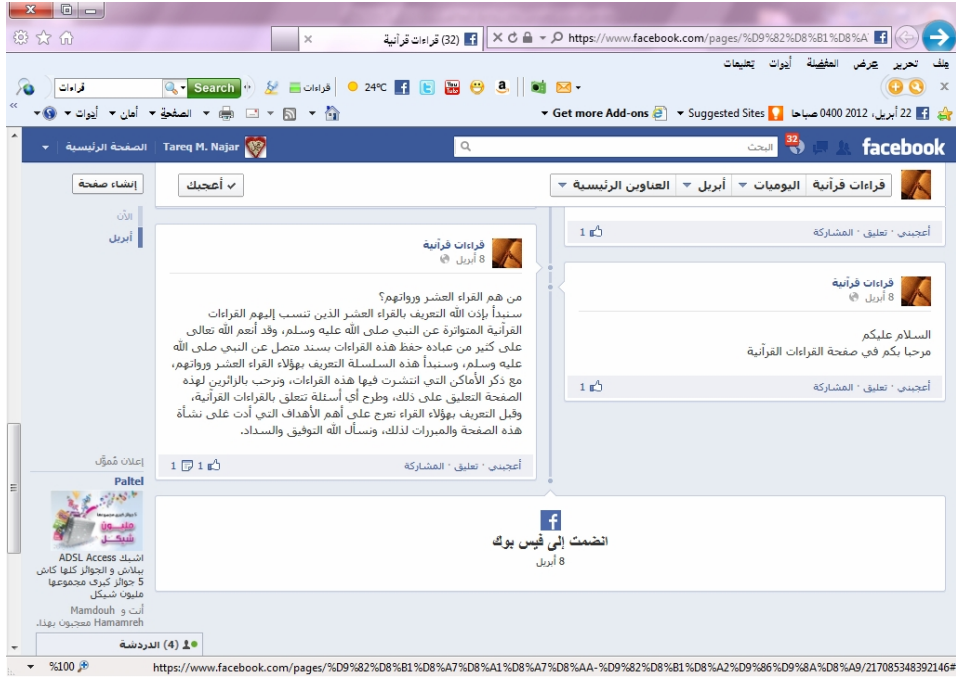 (32) قراءات قرآنية
https://www.facebook.com/pages/%D9%82%D8%B1%D8%A
ملف تحرير عرض المفضلة أدوات تعليمات
قراءات
Search
قراءات
24°C
22 أبريل، 2012 0400 صباحا
Suggested Sites
Get more Add-ons
الصفحة
أمان
أدوات
facebook
32
البحث
Tareq M. Najar
الصفحة الرئيسية
قراءات قرآنية
اليوميات
أبريل
العناوين الرئيسية
أعجبك
إنشاء صفحة
الآن
أبريل
أعجبني · تعليق · المشاركة
1
قراءات قرآنية
8 أبريل
السلام عليكم
مرحبا بكم في صفحة القراءات القرآنية
أعجبني · تعليق · المشاركة
1
قراءات قرآنية
8 أبريل
من هم القراء العشر ورواتهم؟
سنبدأ بإذن الله التعريف بالقراء العشر الذين تنسب إليهم القراءات
القرآنية المتواترة عن النبي صلى الله عليه وسلم، وقد أنعم الله تعالى
على كثير من عباده حفظ هذه القراءات بسند متصل عن النبي صلى الله
عليه وسلم، وسنبدأ هذه السلسلة التعريف بهؤلاء القراء العشر ورواتهم،
مع ذكر الأماكن التي انتشرت فيها هذه القراءات، ونرحب بالزائرين لهذه
الصفحة التعليق على ذلك، وطرح أي أسئلة تتعلق بالقراءات القرآنية،
وقبل التعريف بهؤلاء القراء نعرج على أهم الأهداف التي أدت غلى نشأة
هذه الصفحة والمبررات لذلك، ونسأل الله التوفيق والسداد.
أعجبني · تعليق · المشاركة
1 1
انضمت إلى فيس بوك
8 أبريل
إعلان مُموَّل
Paltel
مليون
شيكل
اشبك ADSL Access
ببلاش و الجوائز كلها كاش
5 جوائز كبرى مجموعها
مليون شيكل
أنت و Mamdouh
Hamamreh معجبون بهذا.
الدردشة (4)
%100
https://www.facebook.com/pages/%D9%82%D8%B1%D8%A7%D8%A1%D8%A7%D8%AA-%D9%82%D8%B1%D8%A2%D9%86%D9%8A%D8%A9/217085348392146#